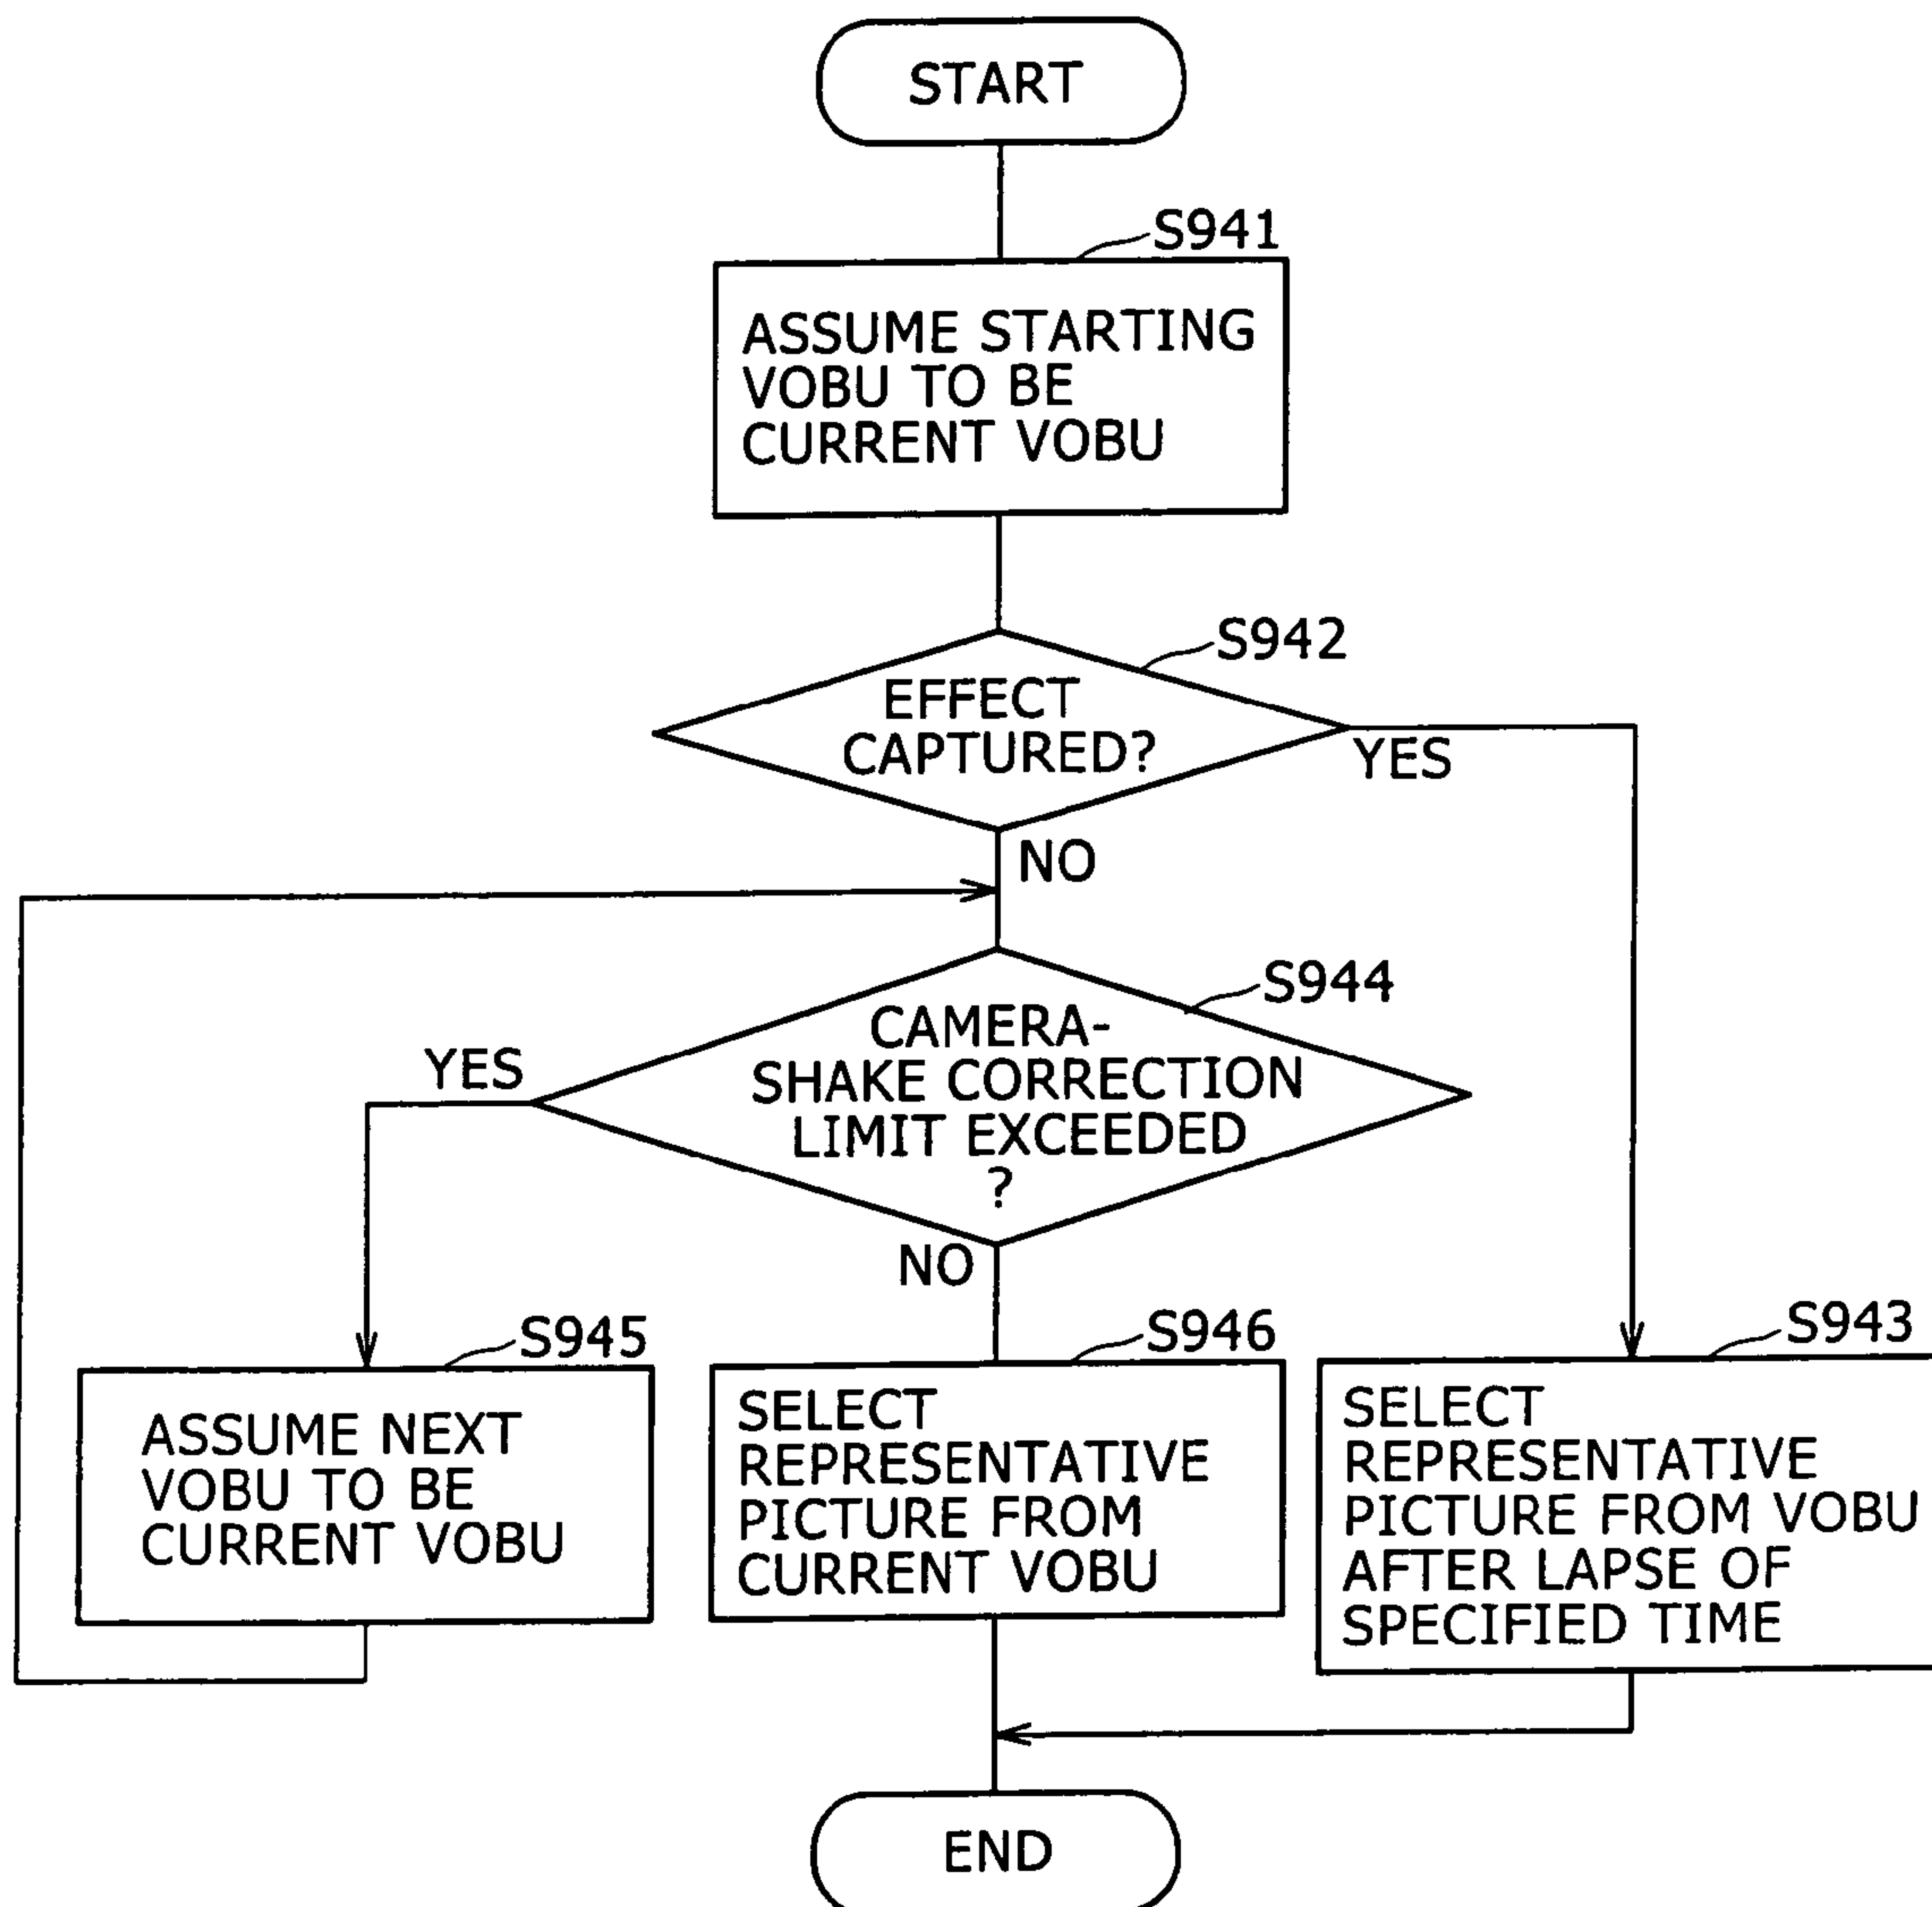 START
S941
ASSUME STARTING
VOBU TO BE
CURRENT VOBU
S942
EFFECT
CAPTURED?
YES
NO
S944
CAMERA-
SHAKE CORRECTION
LIMIT EXCEEDED
?
YES
NO
S945
ASSUME NEXT
VOBU TO BE
CURRENT VOBU
S946
SELECT
REPRESENTATIVE
PICTURE FROM
CURRENT VOBU
S943
SELECT
REPRESENTATIVE
PICTURE FROM VOBU
AFTER LAPSE OF
SPECIFIED TIME
END